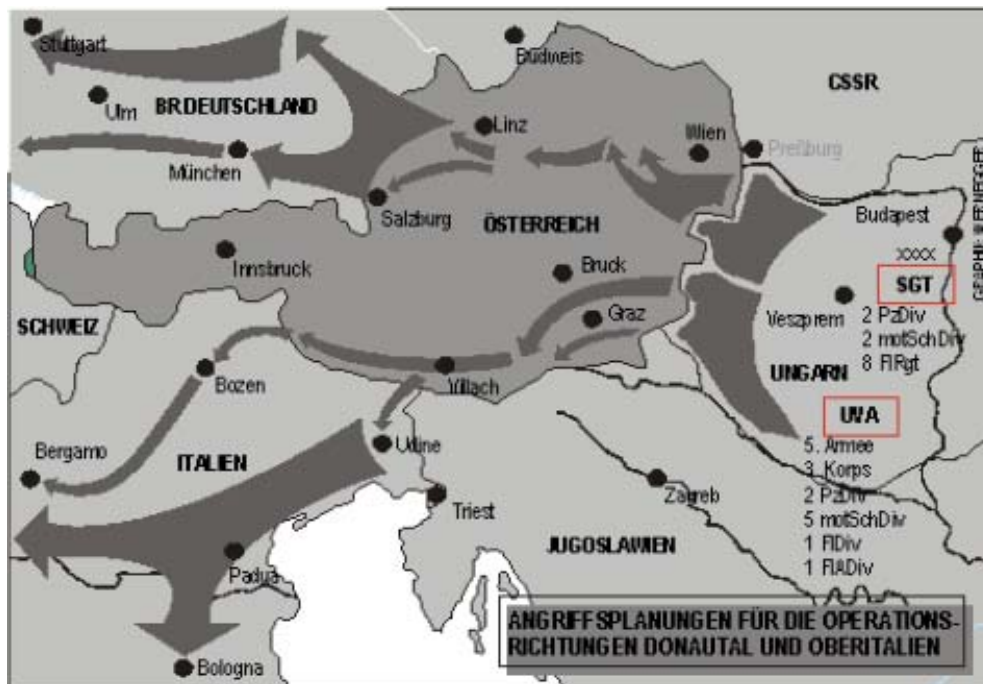 Stuttgart
Budweis
CSSR
Ulm
BRDEUTSCHLAND
Linz
Wien
Preßburg
München
Salzburg
ÖSTERREICH
Budapest
GRAPHIK: BERNEGGER
XXXX
SGT
Innsbruck
Bruck
Veszprem
2 PzDiv
2 motSchDiv
8 FlRgt
SCHWEIZ
Graz
UNGARN
Bozen
Villach
UVA
5. Armee
3. Korps
2 PzDiv
5 motSchDiv
1 FlDiv
1 FlADiv
Bergamo
ITALIEN
Udine
Triest
Zagreb
JUGOSLAWIEN
Padua
Bologna
ANGRIFFSPLANUNGEN FÜR DIE OPERATIONS-
RICHTUNGEN DONAUTAL UND OBERITALIEN